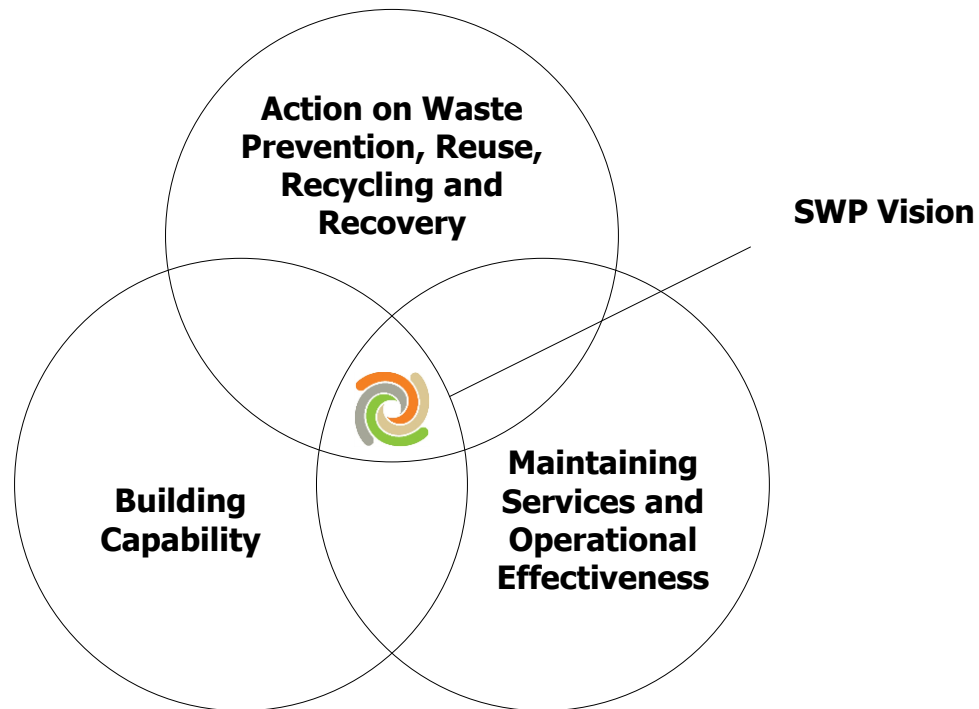 Action on Waste
Prevention, Reuse,
Recycling and
Recovery
SWP Vision
Building
Capability
Maintaining
Services and
Operational
Effectiveness